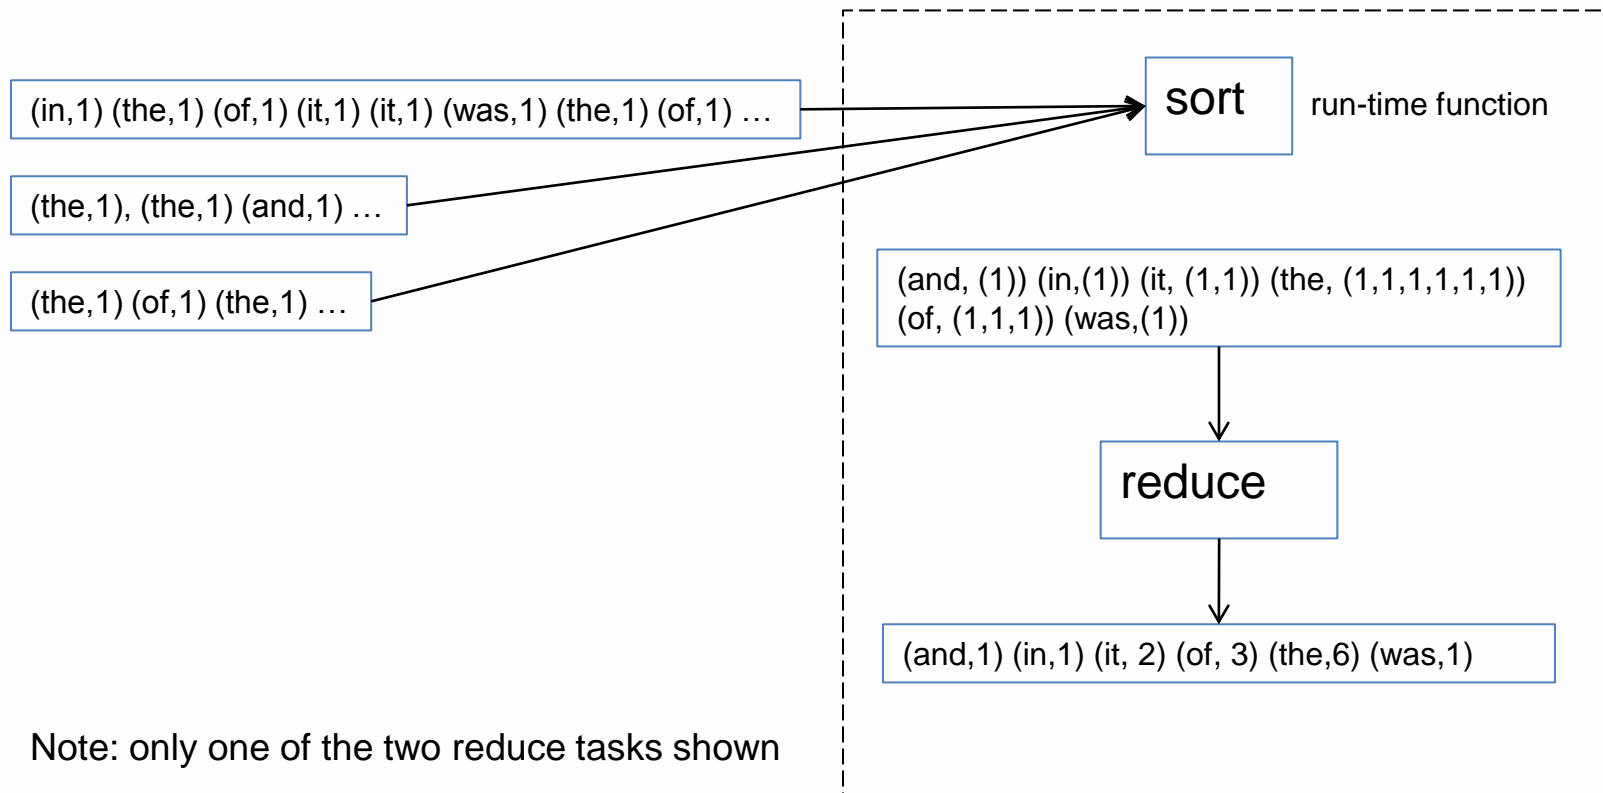 sort
run-time function
(in,1) (the,1) (of,1) (it,1) (it,1) (was,1) (the,1) (of,1) …
(the,1), (the,1) (and,1) …
(the,1) (of,1) (the,1) …
(and, (1)) (in,(1)) (it, (1,1)) (the, (1,1,1,1,1,1))
(of, (1,1,1)) (was,(1))
reduce
(and,1) (in,1) (it, 2) (of, 3) (the,6) (was,1)
Note: only one of the two reduce tasks shown